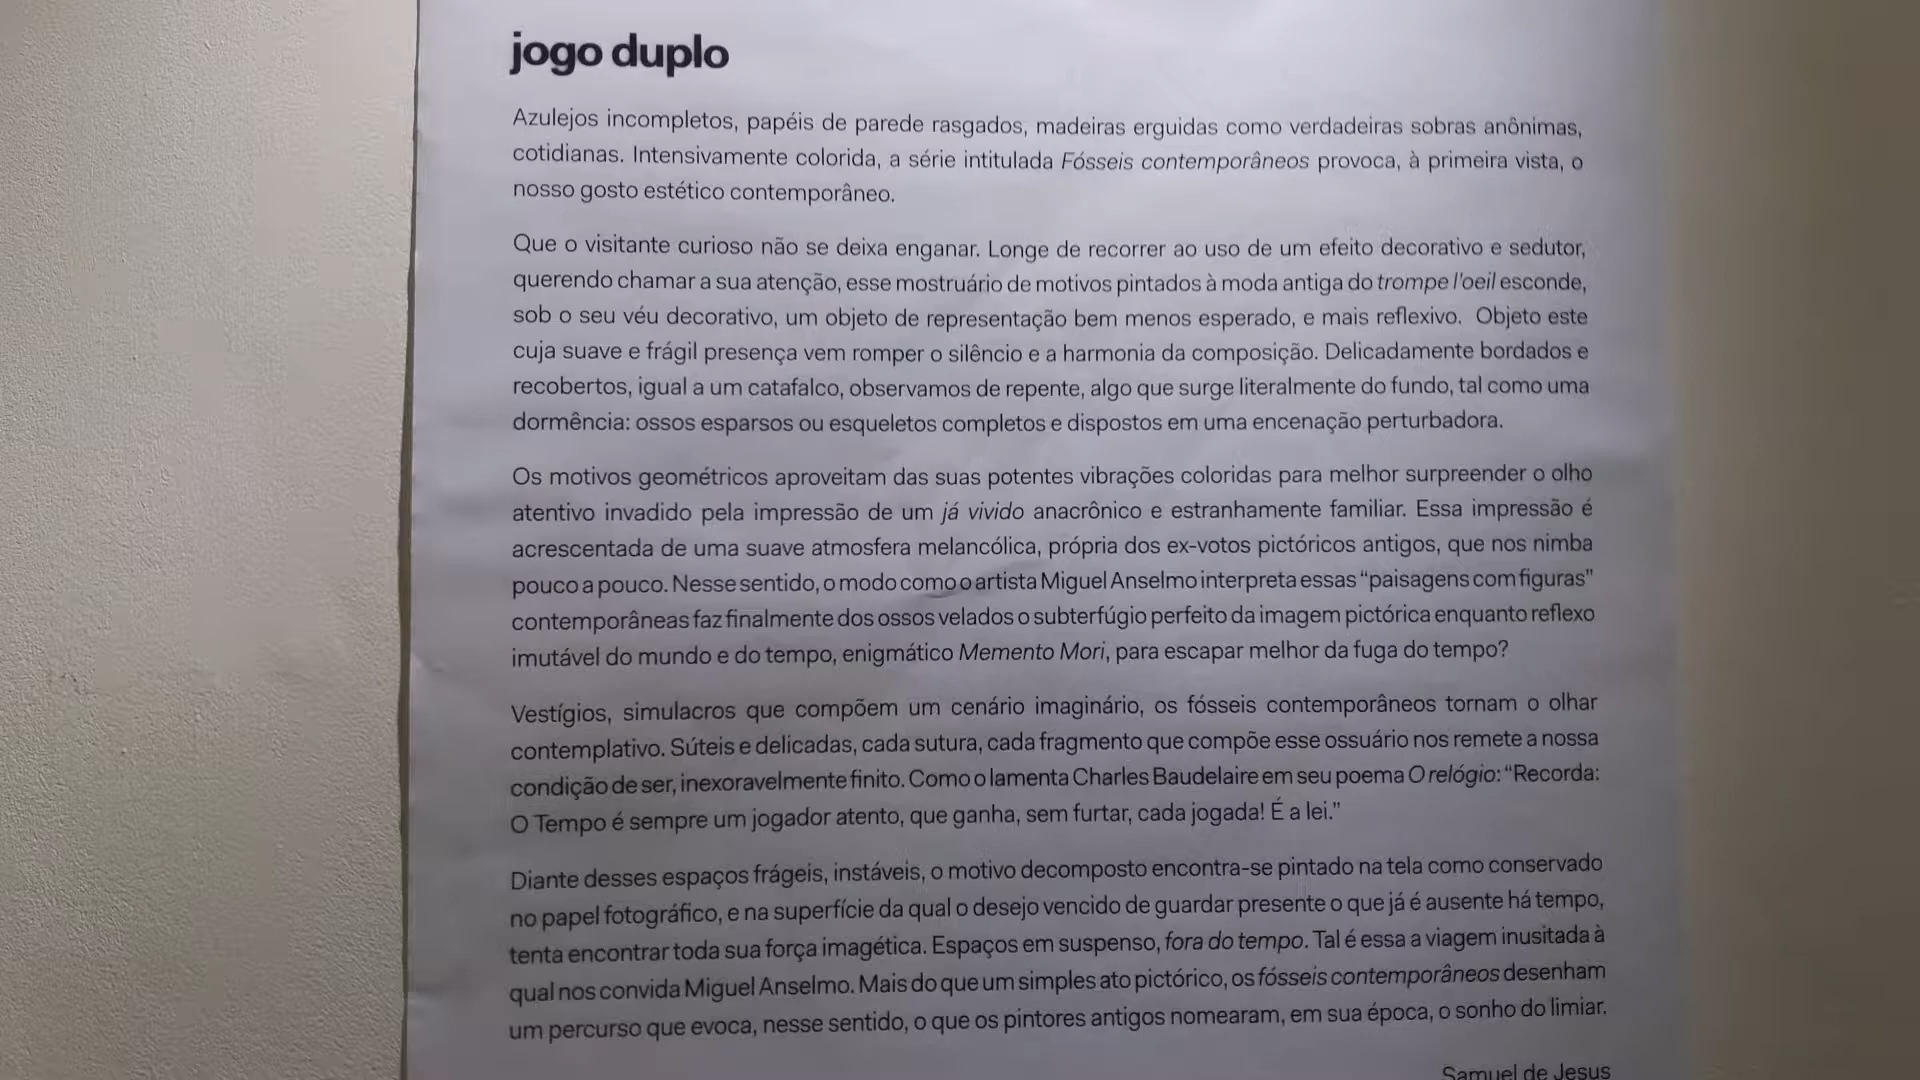 jogo duplo
Azulejos incompletos, papéis de parede rasgados, madeiras erguidas como verdadeiras sobras anônimas,
cotidianas. Intensivamente colorida, a série intitulada Fósseis contemporâneos provoca, à primeira vista, o
nosso gosto estético contemporâneo.
Que o visitante curioso não se deixa enganar. Longe de recorrer ao uso de um efeito decorativo e sedutor,
querendo chamar a sua atenção, esse mostruário de motivos pintados à moda antiga do trompe l'oeil esconde,
sob o seu véu decorativo, um objeto de representação bem menos esperado, e mais reflexivo. Objeto este
cuja suave e frágil presença vem romper o silêncio e a harmonia da composição. Delicadamente bordados e
recobertos, igual a um catafalco, observamos de repente, algo que surge literalmente do fundo, tal como uma
dormência: ossos esparsos ou esqueletos completos e dispostos em uma encenação perturbadora.
Os motivos geométricos aproveitam das suas potentes vibrações coloridas para melhor surpreender o olho
atentivo invadido pela impressão de um já vivido anacrônico e estranhamente familiar. Essa impressão é
acrescentada de uma suave atmosfera melancólica, própria dos ex-votos pictóricos antigos, que nos nimba
pouco a pouco. Nesse sentido, o modo como o artista Miguel Anselmo interpreta essas “paisagens com figuras”
contemporâneas faz finalmente dos ossos velados o subterfúgio perfeito da imagem pictórica enquanto reflexo
imutável do mundo e do tempo, enigmático Memento Mori, para escapar melhor da fuga do tempo?
Vestígios, simulacros que compõem um cenário imaginário, os fósseis contemporâneos tornam o olhar
contemplativo. Súteis e delicadas, cada sutura, cada fragmento que compõe esse ossuário nos remete a nossa
condição de ser, inexoravelmente finito. Como o lamenta Charles Baudelaire em seu poema O relógio: “Recorda:
O Tempo é sempre um jogador atento, que ganha, sem furtar, cada jogada! É a lei.”
Diante desses espaços frágeis, instáveis, o motivo decomposto encontra-se pintado na tela como conservado
no papel fotográfico, e na superfície da qual o desejo vencido de guardar presente o que já é ausente há tempo,
tenta encontrar toda sua força imagética. Espaços em suspenso, fora do tempo. Tal é essa a viagem inusitada à
qual nos convida Miguel Anselmo. Mais do que um simples ato pictórico, os fósseis contemporâneos desenham
um percurso que evoca, nesse sentido, o que os pintores antigos nomearam, em sua época, o sonho do limiar.
Samuel de Jesus